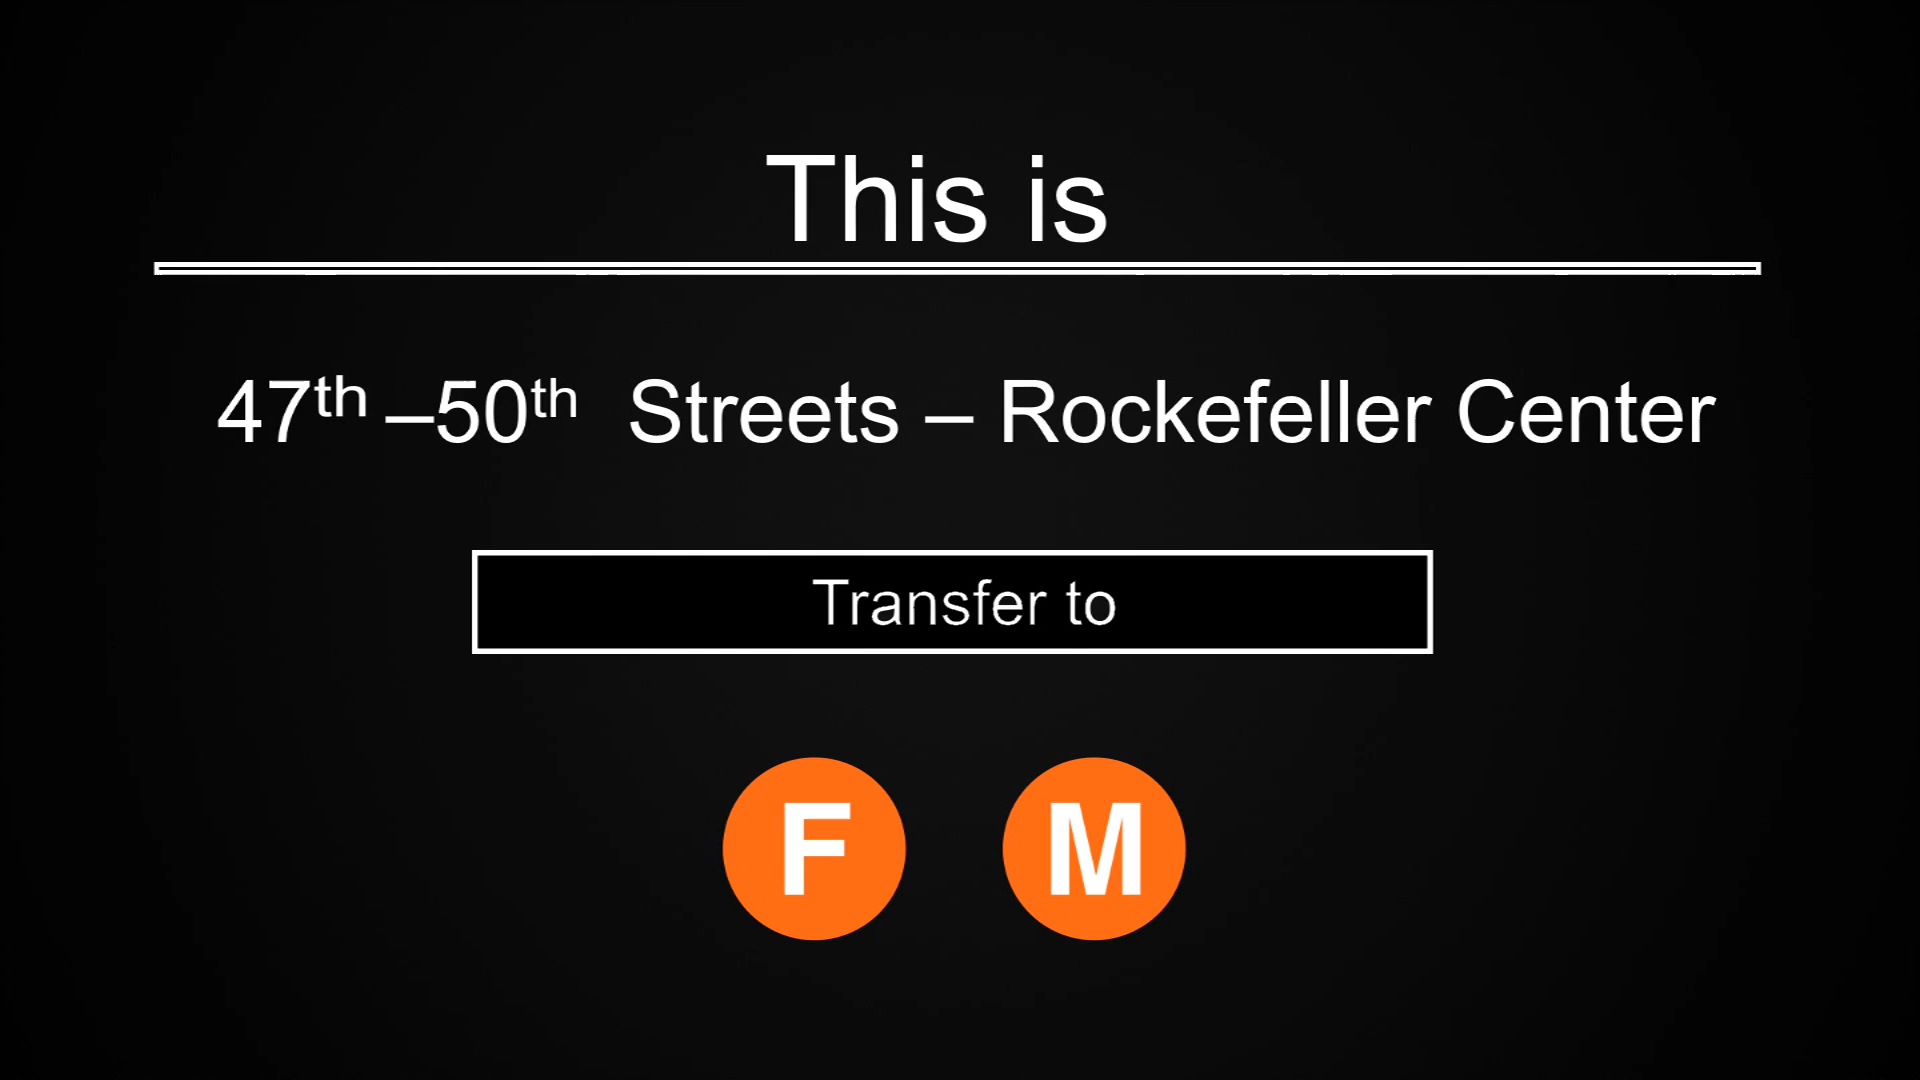 This is
47th –50th Streets – Rockefeller Center
Transfer to
F M